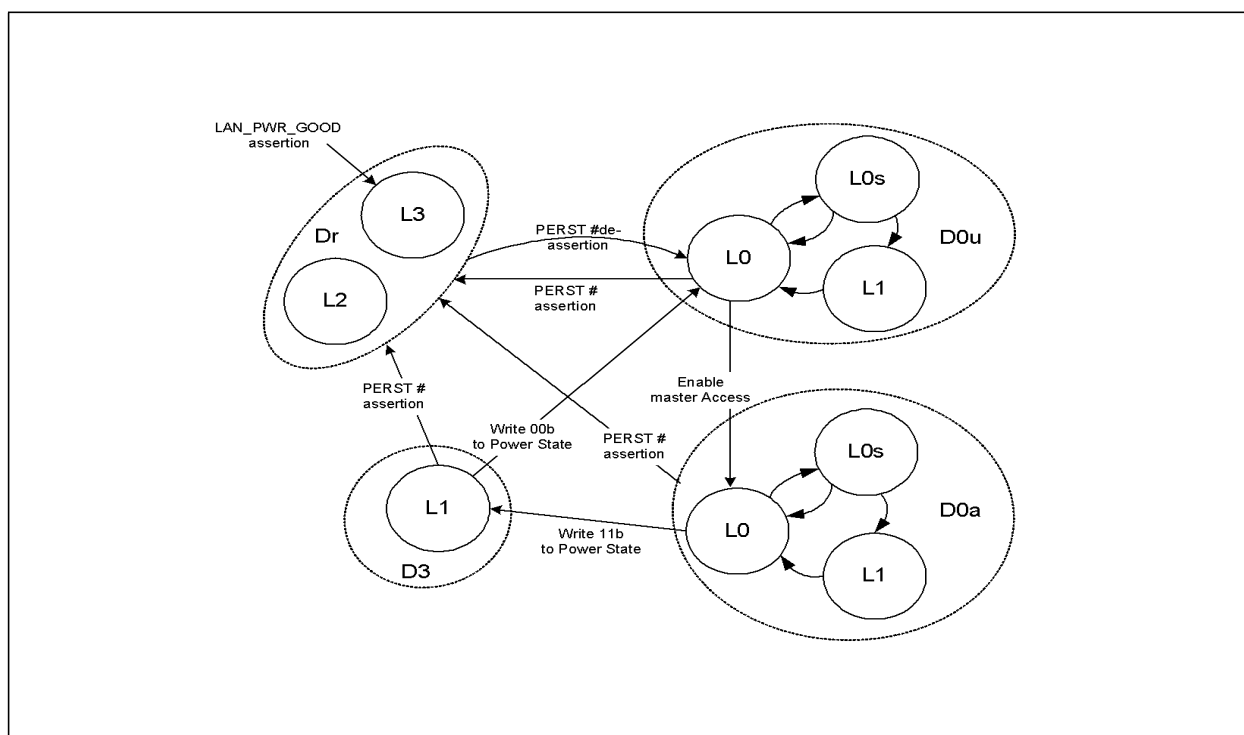 LAN_PWR_GOOD
assertion
L3
Dr
L2
PERST #de-
assertion
PERST #
assertion
L0s
L0
D0u
L1
PERST #
assertion
Enable
master Access
Write 00b
to Power State
PERST #
assertion
L0s
L1
D3
Write 11b
to Power State
L0
D0a
L1